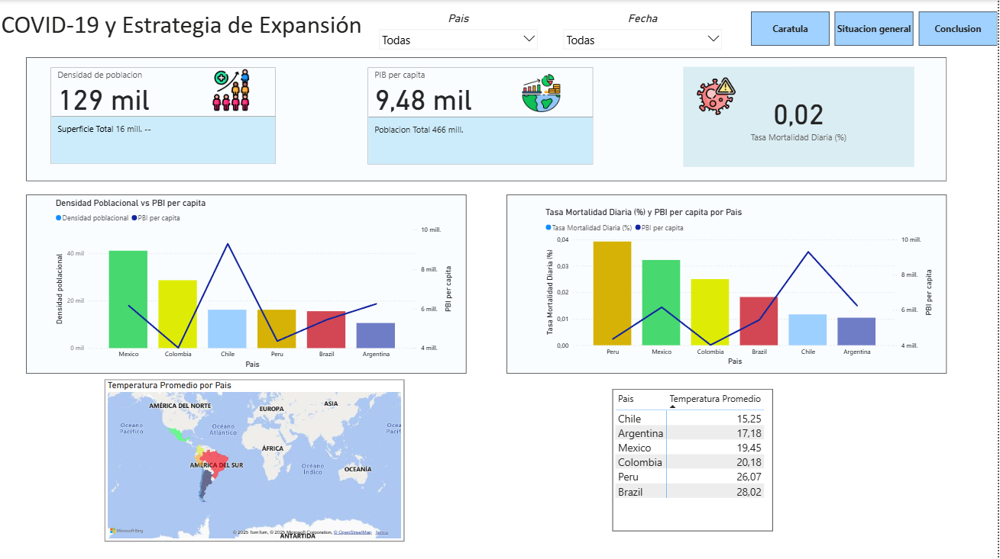 COVID-19 y Estrategia de Expansión
Pais
Todas
Fecha
Todas
Caratula
Situacion general
Conclusion
Densidad de poblacion
129 mil
Superficie Total 16 mill. --
PIB per capita
9,48 mil
Poblacion Total 466 mill.
0,02
Tasa Mortalidad Diaria (%)
Densidad Poblacional vs PBI per capita
Densidad poblacional PBI per capita
Densidad poblacional
40 mil
20 mil
0 mil
10 mill.
8 mill.
6 mill.
4 mill.
PBI per capita
Mexico Colombia Chile Peru Brazil Argentina
Pais
Tasa Mortalidad Diaria (%) y PBI per capita por Pais
Tasa Mortalidad Diaria (%) PBI per capita
Tasa Mortalidad Diaria (%)
0,04
0,03
0,02
0,01
0,00
10 mill.
8 mill.
6 mill.
4 mill.
PBI per capita
Peru Mexico Colombia Brazil Chile Argentina
Pais
Temperatura Promedio por Pais
AMÉRICA DEL NORTE
EUROPA
ASIA
Océano Pacífico
Océano Atlántico
Océa Pacíf
ÁFRICA
AMÉRICA DEL SUR
Océano Índico
OCEANÍA
Microsoft Bing
© 2025 TomTom, © 2025 Microsoft Corporation, © OpenStreetMap Terms
ANTÁRTIDA
Pais Temperatura Promedio
Chile 15,25
Argentina 17,18
Mexico 19,45
Colombia 20,18
Peru 26,07
Brazil 28,02